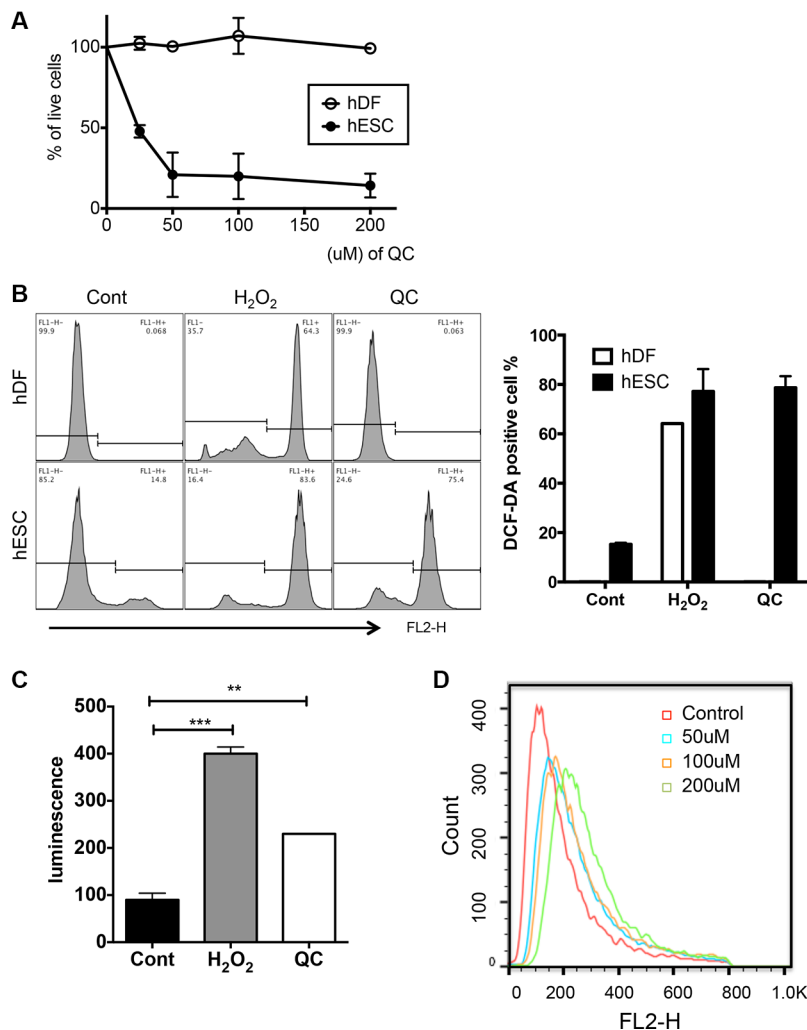 A
% of live cells
100
50
0
0 50 100 150 200
(uM) of QC
hDF
hESC
B
Cont H₂O₂ QC
hDF
FL1-H- FL1-H+
99.9 0.068
FL1- FL1+
35.7 64.3
FL1-H- FL1-H+
99.9 0.063
hESC
FL1-H- FL1-H+
85.2 14.8
FL1-H- FL1-H+
16.4 83.6
FL1-H- FL1-H+
24.6 75.4
FL2-H
DCF-DA positive cell %
100
80
60
40
20
0
hDF
hESC
Cont H₂O₂ QC
C
luminescence
500
400
300
200
100
0
**
***
Cont H₂O₂ QC
D
Count
400
300
200
100
0
Control
50uM
100uM
200uM
0 200 400 600 800 1.0K
FL2-H